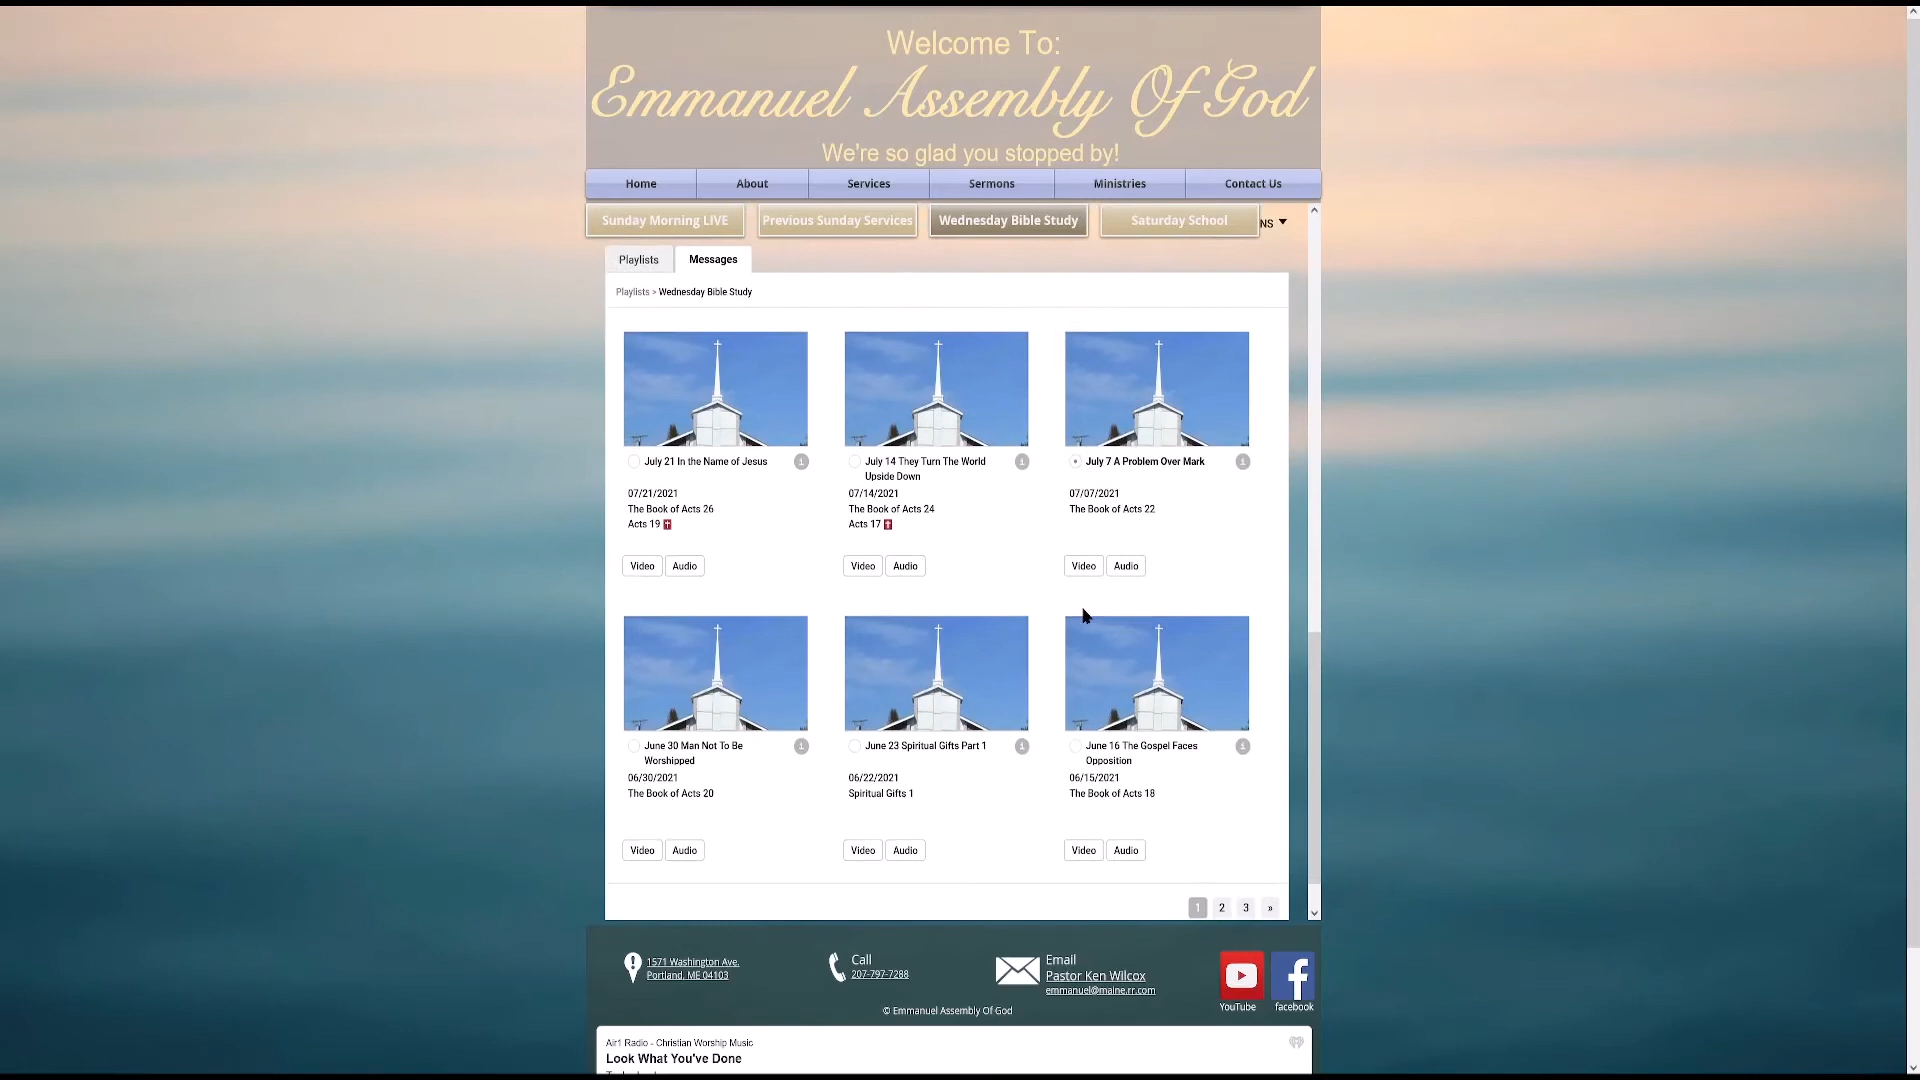 Welcome To:
Emmanuel Assembly Of God
We're so glad you stopped by!
Home About Services Sermons Ministries Contact Us
Sunday Morning LIVE Previous Sunday Services Wednesday Bible Study Saturday School NS
Playlists Messages
Playlists > Wednesday Bible Study
July 21 In the Name of Jesus
07/21/2021
The Book of Acts 26
Acts 19
Video Audio
July 14 They Turn The World
Upside Down
07/14/2021
The Book of Acts 24
Acts 17
Video Audio
July 7 A Problem Over Mark
07/07/2021
The Book of Acts 22
Video Audio
June 30 Man Not To Be
Worshipped
06/30/2021
The Book of Acts 20
Video Audio
June 23 Spiritual Gifts Part 1
06/22/2021
Spiritual Gifts 1
Video Audio
June 16 The Gospel Faces
Opposition
06/15/2021
The Book of Acts 18
Video Audio
1 2 3 »
1571 Washington Ave.
Portland, ME 04103
Call
207-797-7288
Email
Pastor Ken Wilcox
emmanuel@maine.rr.com
YouTube
facebook
© Emmanuel Assembly Of God
Air1 Radio - Christian Worship Music
Look What You've Done